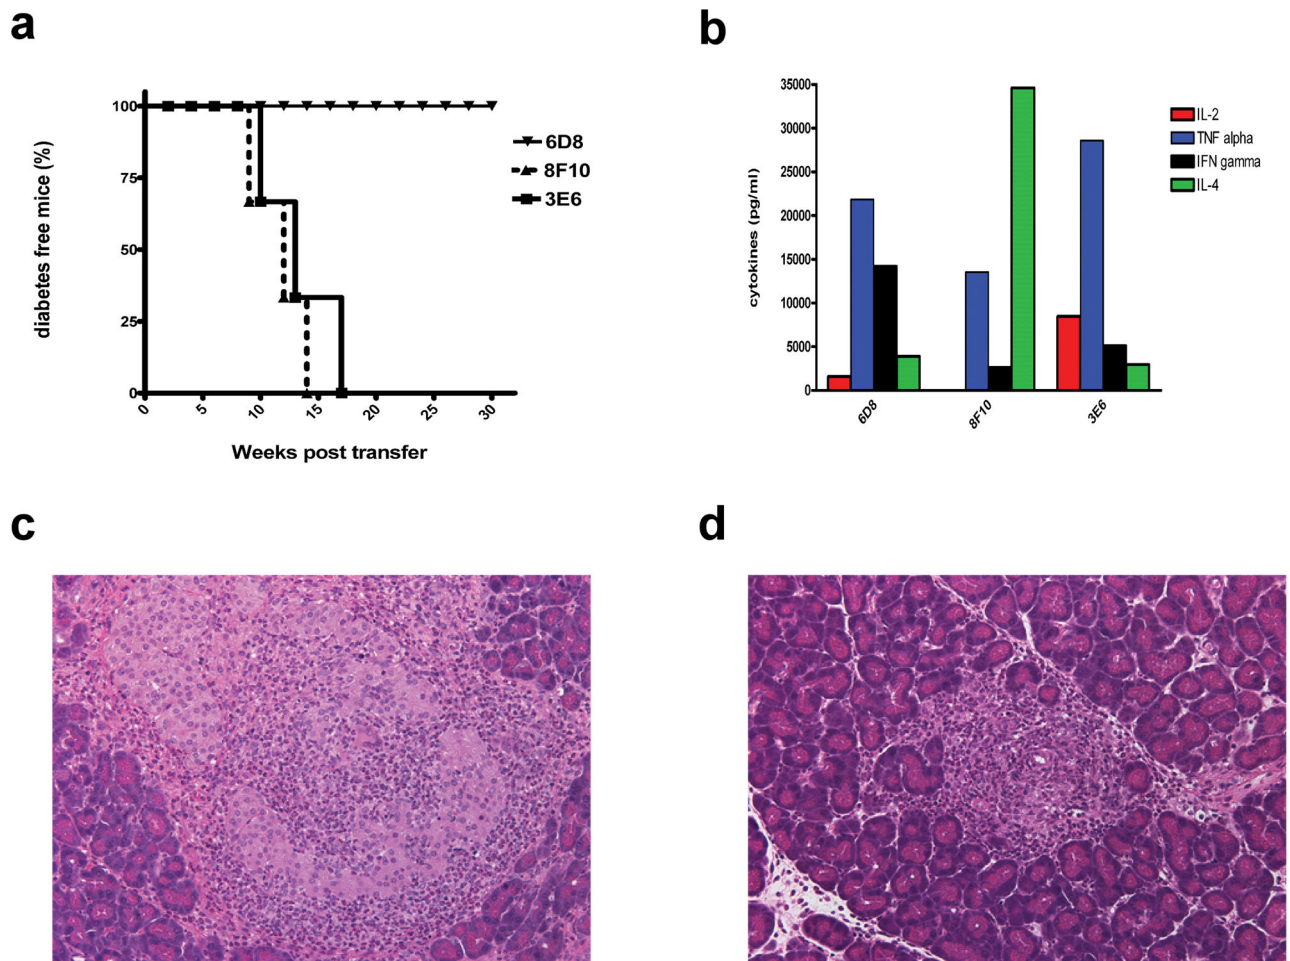 a
diabetes free mice (%)
100
75
50
25
0
0 5 10 15 20 25 30
Weeks post transfer
6D8
8F10
3E6
b
cytokines (pg/ml)
35000
30000
25000
20000
15000
10000
5000
0
6D8 8F10 3E6
IL-2
TNF alpha
IFN gamma
IL-4
c
d